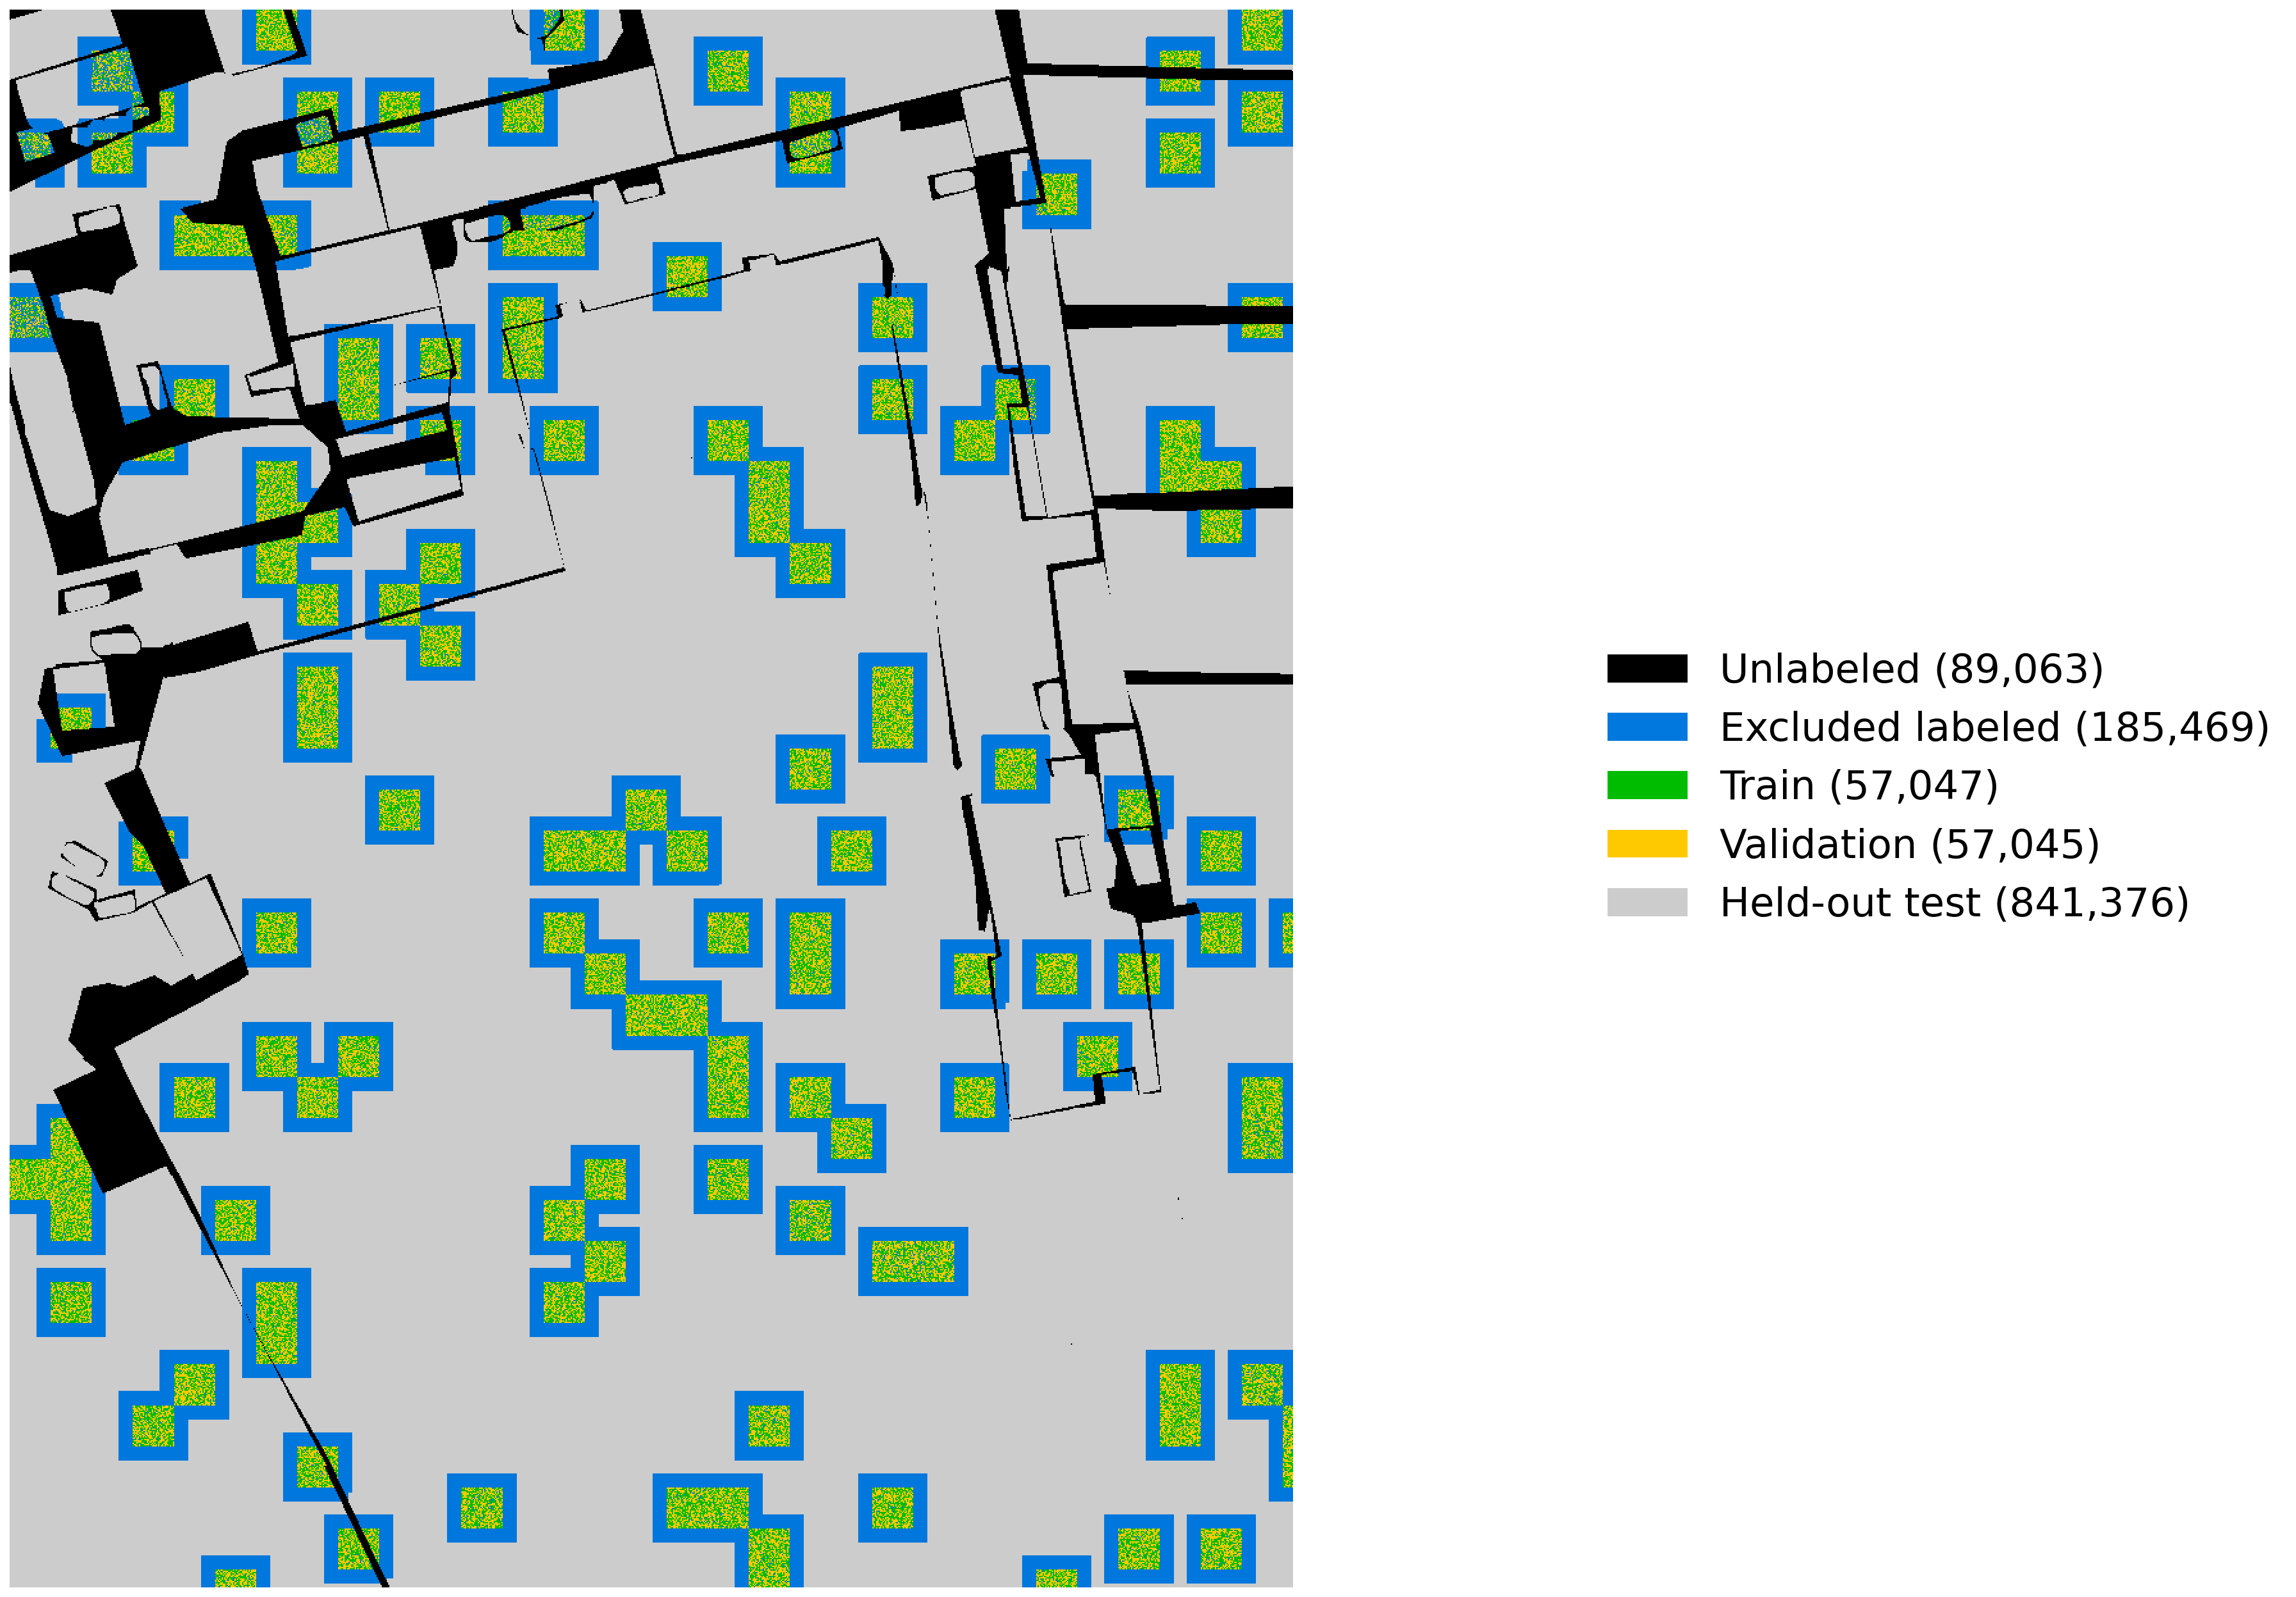 Unlabeled (89,063)
Excluded labeled (185,469)
Train (57,047)
Validation (57,045)
Held-out test (841,376)